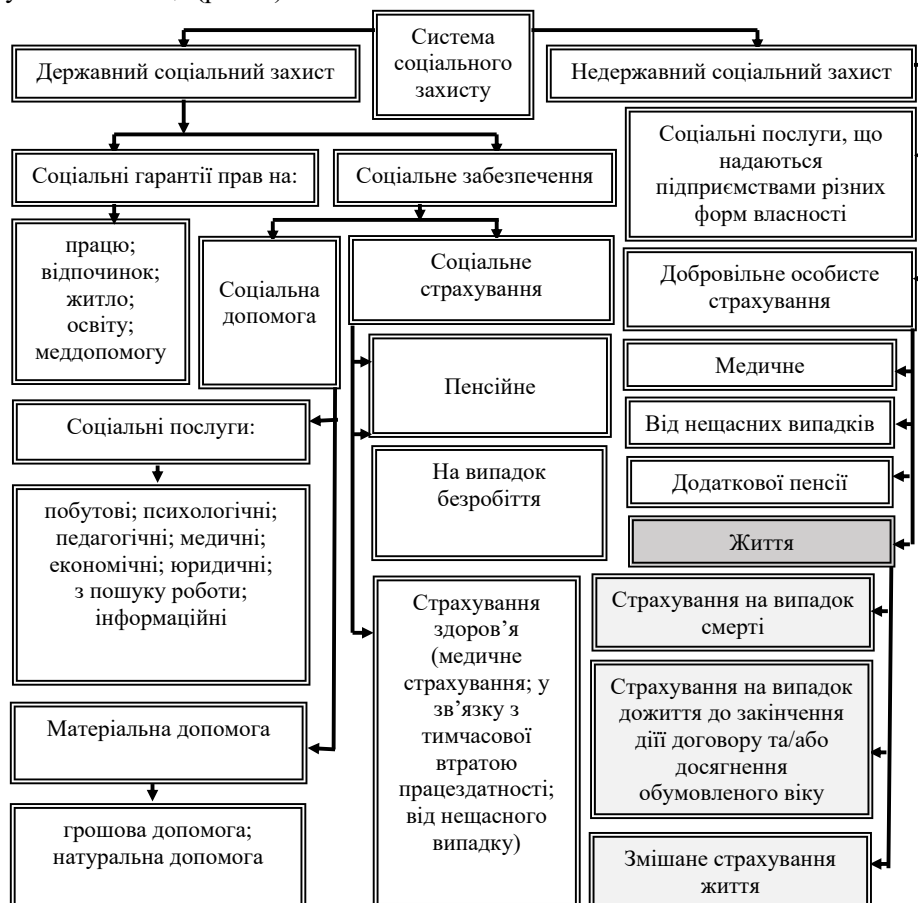 Система
соціального
захисту
Державний соціальний захист
Недержавний соціальний захист
Соціальні послуги, що
надаються
підприємствами різних
форм власності
Соціальні гарантії прав на:
Соціальне забезпечення
працю;
відпочинок;
житло;
освіту;
меддопомогу
Соціальна
допомога
Соціальне
страхування
Добровільне особисте
страхування
Пенсійне
Медичне
Соціальні послуги:
Від нещасних випадків
На випадок
безробіття
Додаткової пенсії
побутові; психологічні;
педагогічні; медичні;
економічні; юридичні;
з пошуку роботи;
інформаційні
Життя
Страхування
здоров’я
(медичне
страхування; у
зв’язку з
тимчасової
втратою
працездатності;
від нещасного
випадку)
Страхування на випадок
смерті
Страхування на випадок
дожиття до закінчення
діїї договору та/або
досягнення
обумовленого віку
Матеріальна допомога
грошова допомога;
натуральна допомога
Змішане страхування
життя